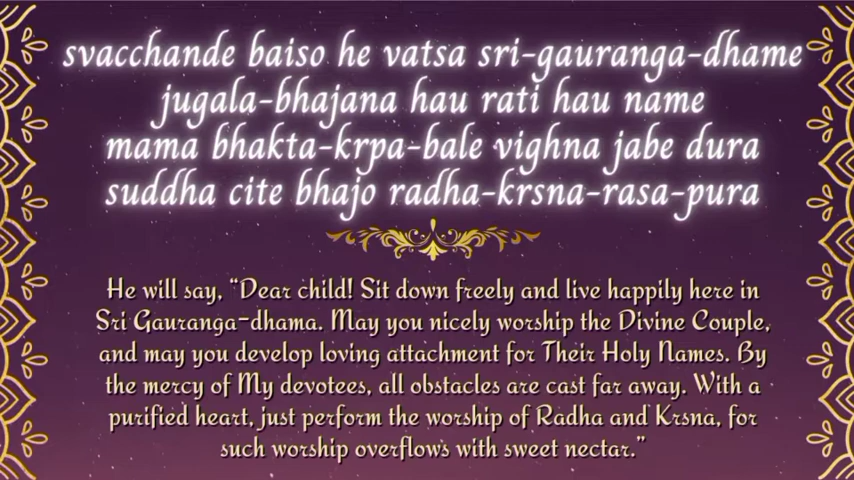 svacchande baiso he vatsa sri-gauranga-dhame
jugala-bhajana hau rati hau name
mama bhakta-krpa-bale vighna jabe dura
suddha cite bhajo radha-krsna-rasa-pura
He will say, “Dear child! Sit down freely and live happily here in
Sri Gauranga-dhama. May you nicely worship the Divine Couple,
and may you develop loving attachment for Their Holy Names. By
the mercy of My devotees, all obstacles are cast far away. With a
purified heart, just perform the worship of Radha and Krsna, for
such worship overflows with sweet nectar.”